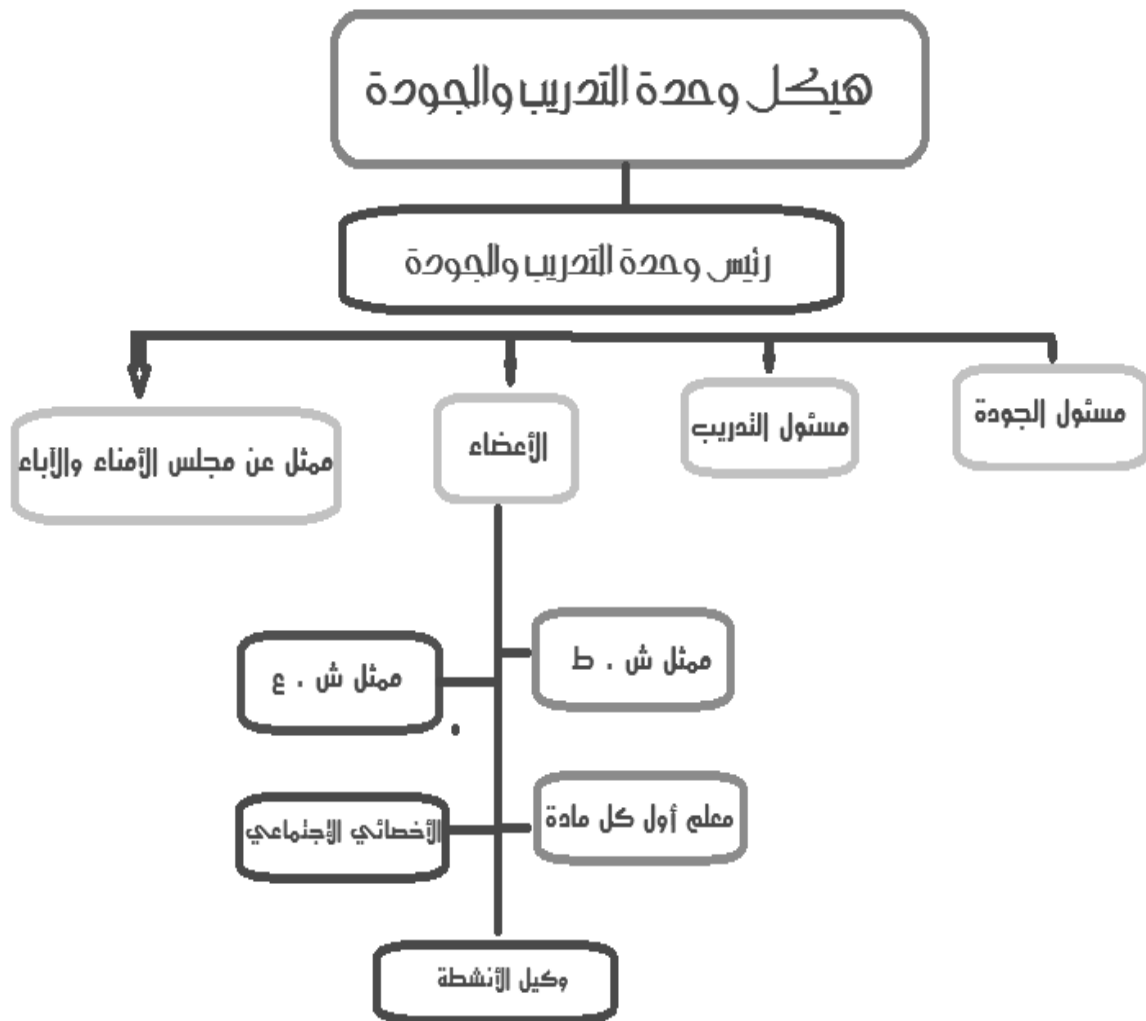 هيكل وحدة التدريب والجودة
رئيس وحدة التدريب والجودة
مسئول الجودة
مسئول التدريب
الأعضاء
ممثل عن مجلس الأمناء والآباء
ممثل ش . ط
ممثل ش . ع
معلم أول كل مادة
الأخصائي الإجتماعي
وكيل الأنشطة